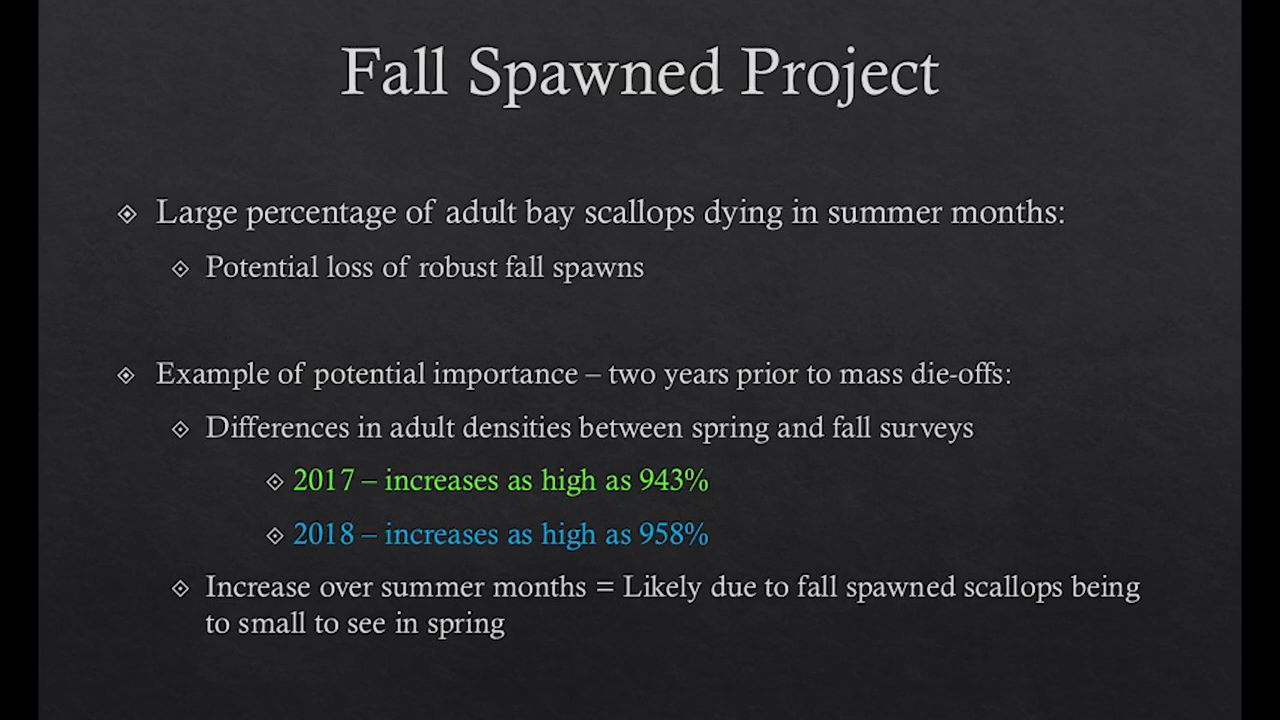 Fall Spawned Project
Large percentage of adult bay scallops dying in summer months:
Potential loss of robust fall spawns
Example of potential importance – two years prior to mass die-offs:
Differences in adult densities between spring and fall surveys
2017 – increases as high as 943%
2018 – increases as high as 958%
Increase over summer months = Likely due to fall spawned scallops being
to small to see in spring